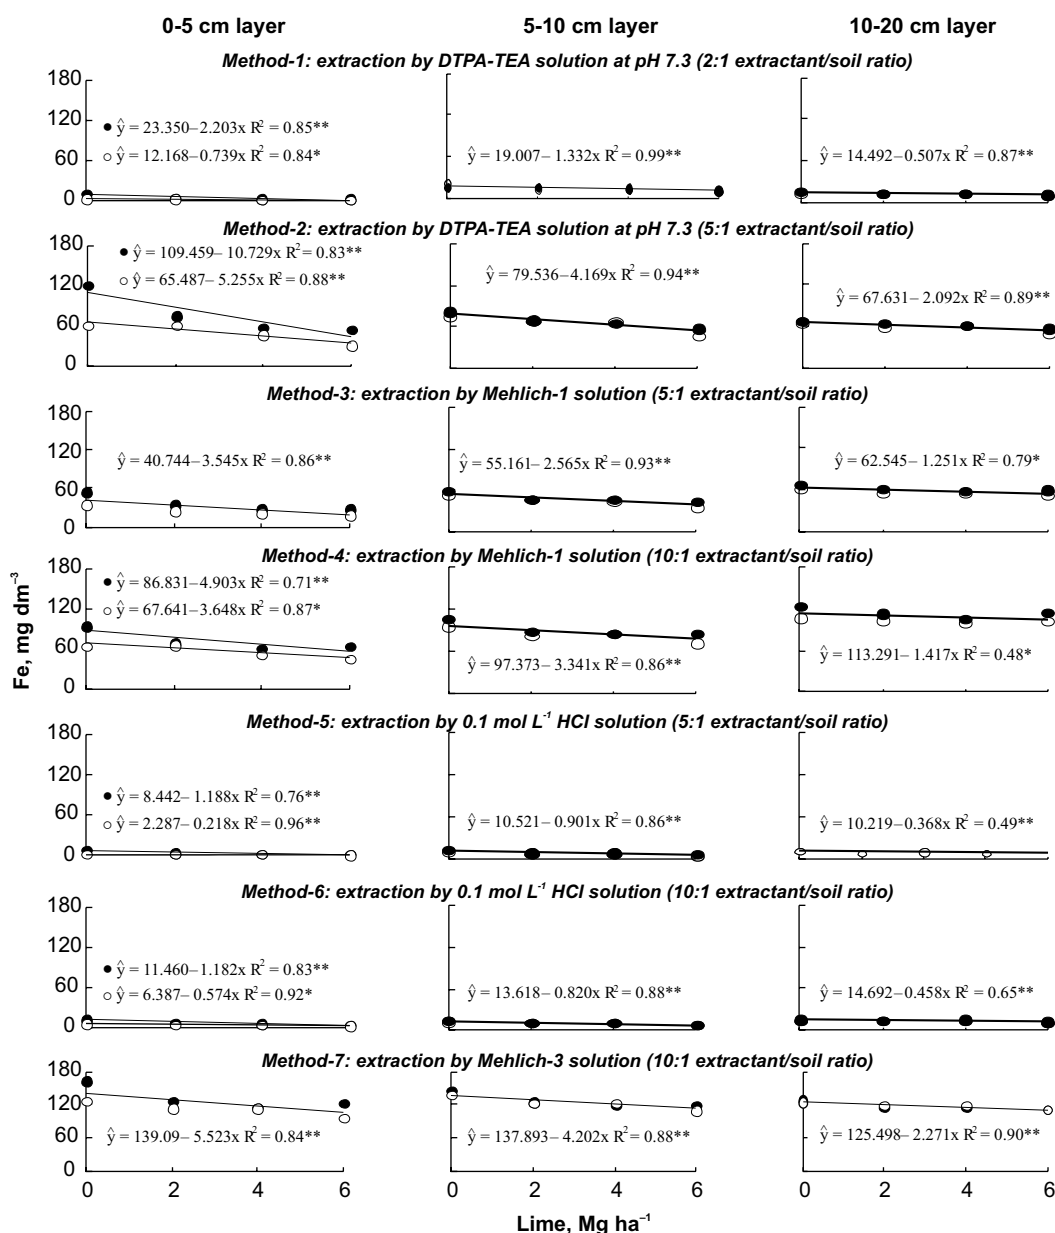 0-5 cm layer 5-10 cm layer 10-20 cm layer
Method-1: extraction by DTPA-TEA solution at pH 7.3 (2:1 extractant/soil ratio)
180
120
60
0
● ŷ = 23.350–2.203x R² = 0.85**
○ ŷ = 12.168–0.739x R² = 0.84*
ŷ = 19.007–1.332x R² = 0.99**
ŷ = 14.492–0.507x R² = 0.87**
Method-2: extraction by DTPA-TEA solution at pH 7.3 (5:1 extractant/soil ratio)
180
120
60
0
● ŷ = 109.459–10.729x R² = 0.83**
○ ŷ = 65.487–5.255x R² = 0.88**
ŷ = 79.536–4.169x R² = 0.94**
ŷ = 67.631–2.092x R² = 0.89**
Method-3: extraction by Mehlich-1 solution (5:1 extractant/soil ratio)
180
120
60
0
ŷ = 40.744–3.545x R² = 0.86**
ŷ = 55.161–2.565x R² = 0.93**
ŷ = 62.545–1.251x R² = 0.79*
Method-4: extraction by Mehlich-1 solution (10:1 extractant/soil ratio)
180
120
60
0
● ŷ = 86.831–4.903x R² = 0.71**
○ ŷ = 67.641–3.648x R² = 0.87*
ŷ = 97.373–3.341x R² = 0.86**
ŷ = 113.291–1.417x R² = 0.48*
Fe, mg dm⁻³
Method-5: extraction by 0.1 mol L⁻¹ HCl solution (5:1 extractant/soil ratio)
180
120
60
0
● ŷ = 8.442–1.188x R² = 0.76**
○ ŷ = 2.287–0.218x R² = 0.96**
ŷ = 10.521–0.901x R² = 0.86**
ŷ = 10.219–0.368x R² = 0.49**
Method-6: extraction by 0.1 mol L⁻¹ HCl solution (10:1 extractant/soil ratio)
180
120
60
0
● ŷ = 11.460–1.182x R² = 0.83**
○ ŷ = 6.387–0.574x R² = 0.92*
ŷ = 13.618–0.820x R² = 0.88**
ŷ = 14.692–0.458x R² = 0.65**
Method-7: extraction by Mehlich-3 solution (10:1 extractant/soil ratio)
180
120
60
0
ŷ = 139.09–5.523x R² = 0.84**
ŷ = 137.893–4.202x R² = 0.88**
ŷ = 125.498–2.271x R² = 0.90**
0 2 4 6 0 2 4 6 0 2 4 6
Lime, Mg ha⁻¹